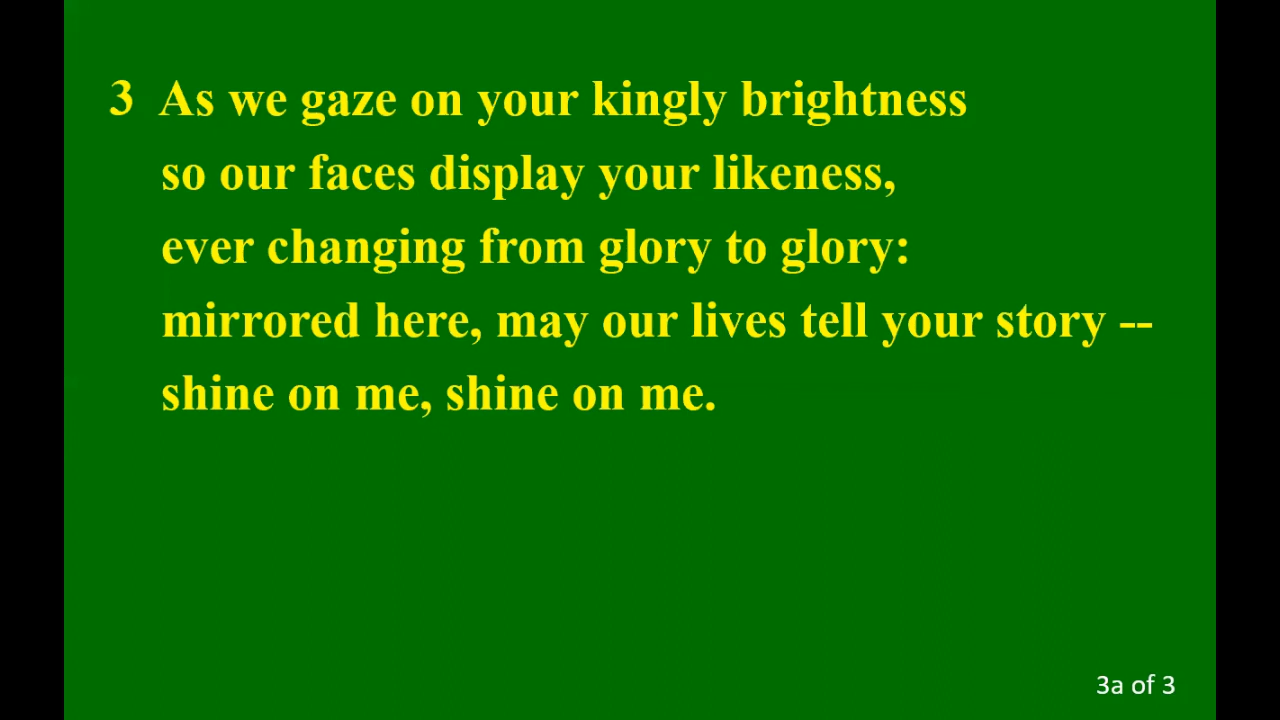 3 As we gaze on your kingly brightness
so our faces display your likeness,
ever changing from glory to glory:
mirrored here, may our lives tell your story --
shine on me, shine on me.
3a of 3